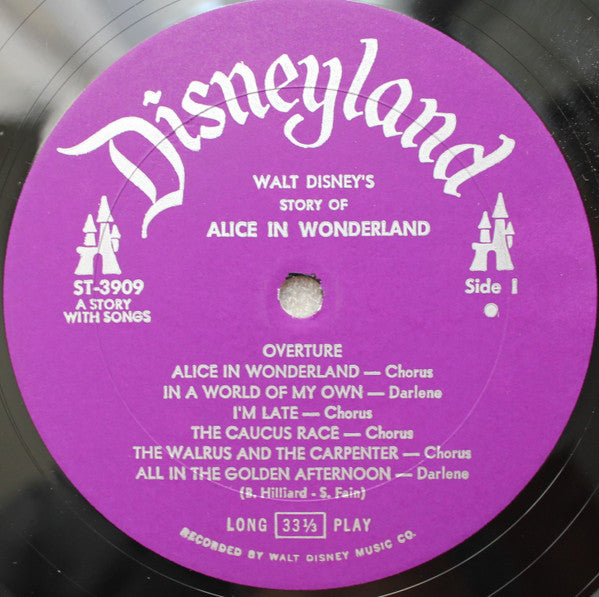 Disneyland
WALT DISNEY'S
STORY OF
ALICE IN WONDERLAND
ST-3909
A STORY
WITH SONGS
Side 1
OVERTURE
ALICE IN WONDERLAND — Chorus
IN A WORLD OF MY OWN — Darlene
I'M LATE — Chorus
THE CAUCUS RACE — Chorus
THE WALRUS AND THE CARPENTER — Chorus
ALL IN THE GOLDEN AFTERNOON — Darlene
(B. Hilliard - S. Fain)
LONG 33⅓ PLAY
RECORDED BY WALT DISNEY MUSIC CO.